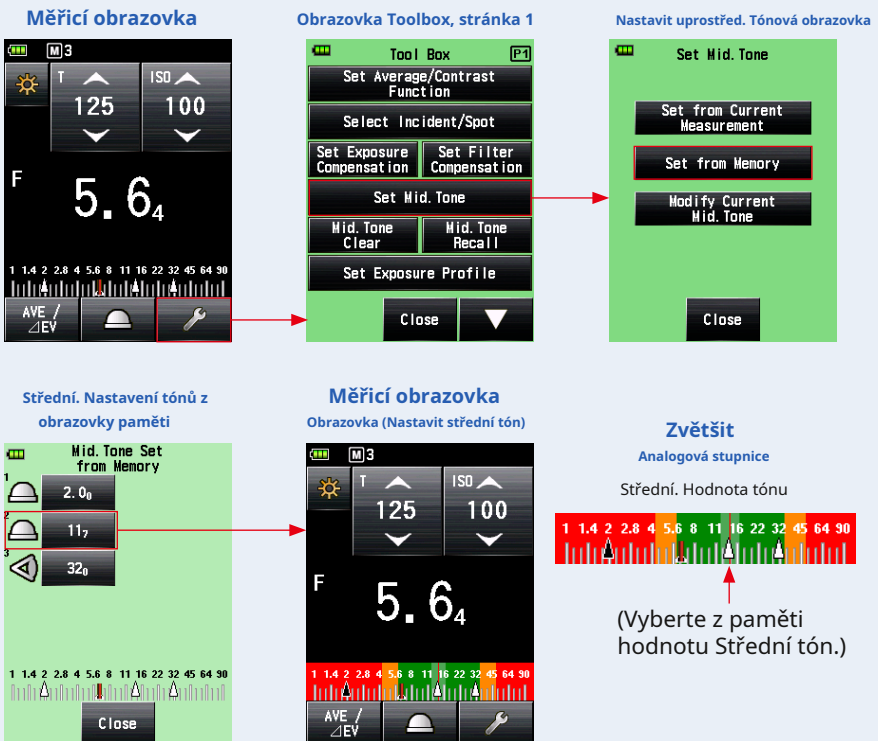 Měřicí obrazovka
M 3
T
ISO
125
100
F
5. 64
1 1.4 2 2.8 4 5.6 8 11 16 22 32 45 64 90
AVE /
⊿EV
Obrazovka Toolbox, stránka 1
Tool Box
P1
Set Average/Contrast
Function
Select Incident/Spot
Set Exposure
Compensation
Set Filter
Compensation
Set Mid. Tone
Mid. Tone
Clear
Mid. Tone
Recall
Set Exposure Profile
Close
Nastavit uprostřed. Tónová obrazovka
Set Mid. Tone
Set from Current
Measurement
Set from Memory
Modify Current
Mid. Tone
Close
Střední. Nastavení tónů z
obrazovky paměti
Mid. Tone Set
from Memory
1
2. 00
2
117
3
320
1 1.4 2 2.8 4 5.6 8 11 16 22 32 45 64 90
Close
Měřicí obrazovka
Obrazovka (Nastavit střední tón)
M 3
T
ISO
125
100
F
5. 64
1 1.4 2 2.8 4 5.6 8 11 16 22 32 45 64 90
AVE /
⊿EV
Zvětšit
Analogová stupnice
Střední. Hodnota tónu
1 1.4 2 2.8 4 5.6 8 11 16 22 32 45 64 90
(Vyberte z paměti
hodnotu Střední tón.)